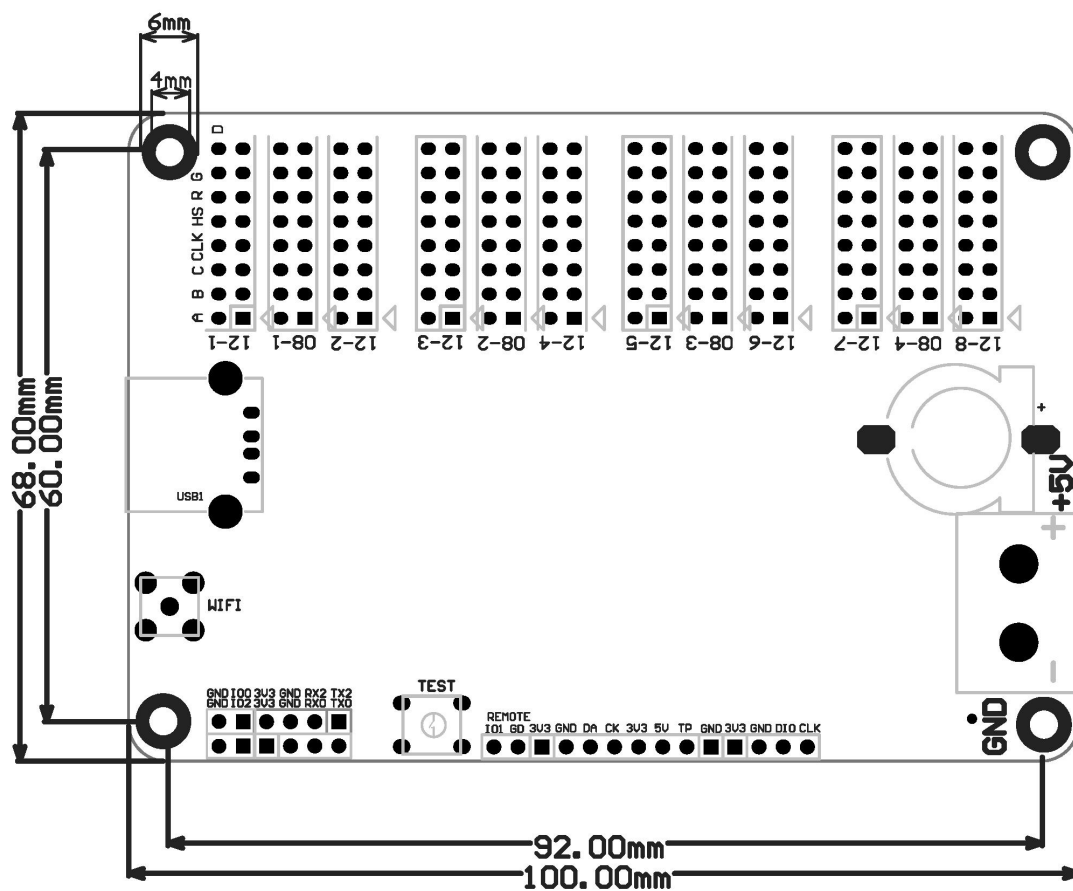 6mm
4mm
68.00mm
60.00mm
D
G
R
HS
CLK
C
B
A
12-1 08-1 12-2 12-3 08-2 12-4 12-5 08-3 12-6 12-7 08-4 12-8
USB1
+
+5V
+
-
WIFI
TEST
GND IO0 3V3 GND RX2 TX2
GND IO2 3V3 GND RX0 TX0
REMOTE
IO1 GD 3V3 GND DA CK 3V3 5V TP GND 3V3 GND DIO CLK
GND
92.00mm
100.00mm